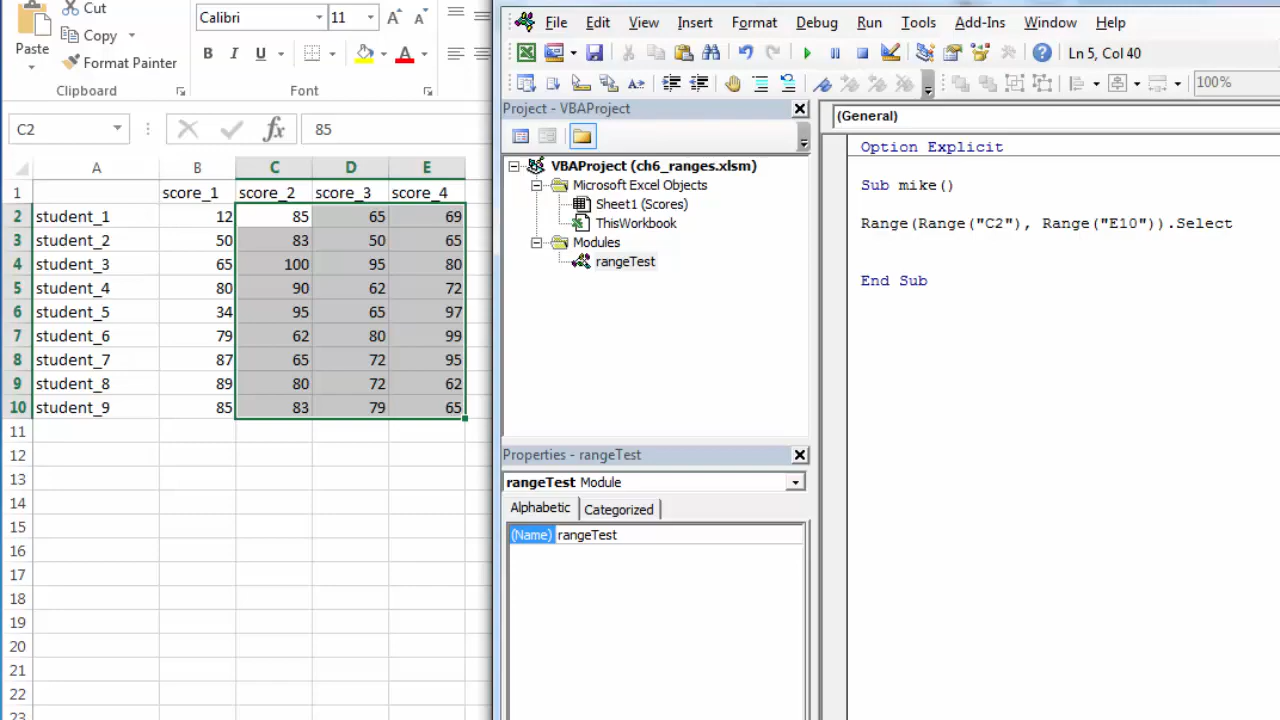 Cut
Calibri 11
Copy
Paste
Format Painter
B I U A
Clipboard Font
C2 fx 85
A B C D E
1 score_1 score_2 score_3 score_4
2 student_1 12 85 65 69
3 student_2 50 83 50 65
4 student_3 65 100 95 80
5 student_4 80 90 62 72
6 student_5 34 95 65 97
7 student_6 79 62 80 99
8 student_7 87 65 72 95
9 student_8 89 80 72 62
10 student_9 85 83 79 65
11
12
13
14
15
16
17
18
19
20
21
22
23
File Edit View Insert Format Debug Run Tools Add-Ins Window Help
Ln 5, Col 40
100%
Project - VBAProject
VBAProject (ch6_ranges.xlsm)
Microsoft Excel Objects
Sheet1 (Scores)
ThisWorkbook
Modules
rangeTest
Properties - rangeTest
rangeTest Module
Alphabetic Categorized
(Name) rangeTest
(General)
Option Explicit
Sub mike()
Range(Range("C2"), Range("E10")).Select
End Sub